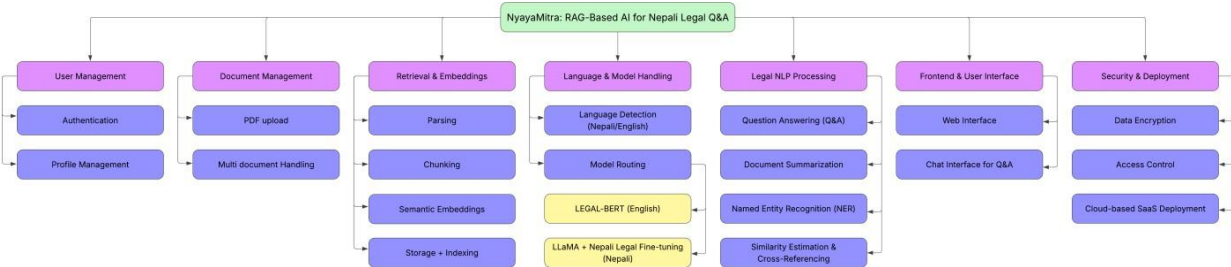 NyayaMitra: RAG-Based AI for Nepali Legal Q&A
User Management
Authentication
Profile Management
Document Management
PDF upload
Multi document Handling
Retrieval & Embeddings
Parsing
Chunking
Semantic Embeddings
Storage + Indexing
Language & Model Handling
Language Detection
(Nepali/English)
Model Routing
LEGAL-BERT (English)
LLaMA + Nepali Legal Fine-tuning
(Nepali)
Legal NLP Processing
Question Answering (Q&A)
Document Summarization
Named Entity Recognition (NER)
Similarity Estimation &
Cross-Referencing
Frontend & User Interface
Web Interface
Chat Interface for Q&A
Security & Deployment
Data Encryption
Access Control
Cloud-based SaaS Deployment